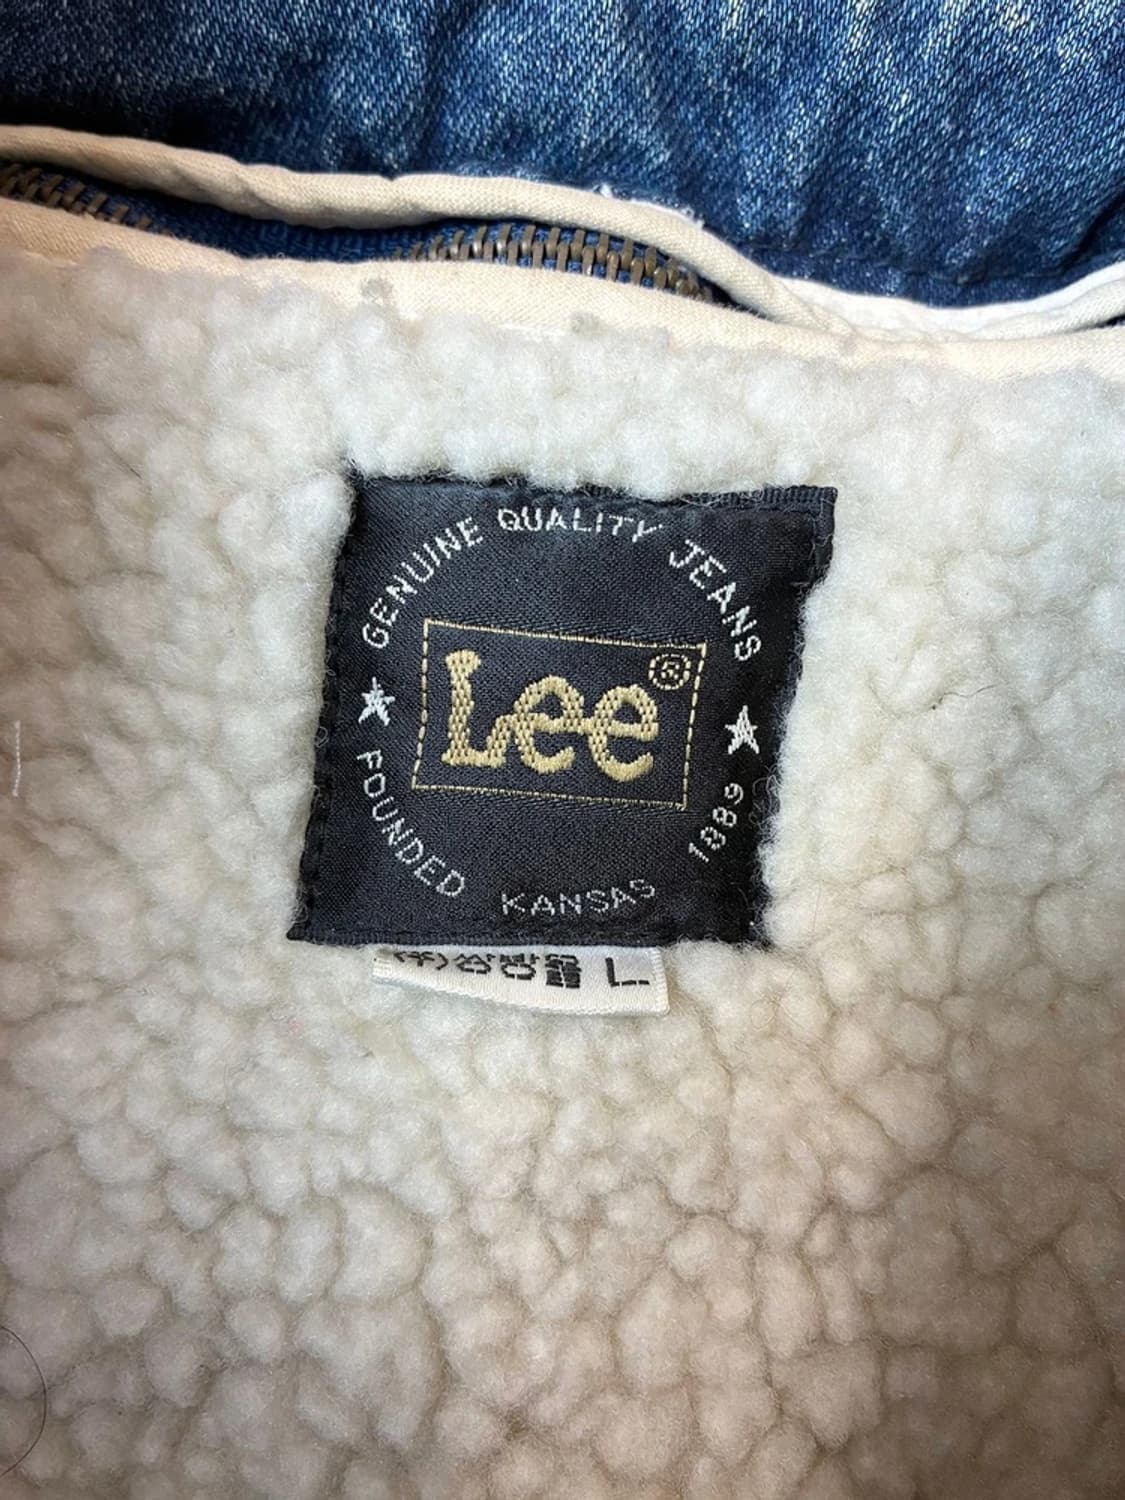 GENUINE QUALITY JEANS
Lee®
FOUNDED KANSAS 1889
L